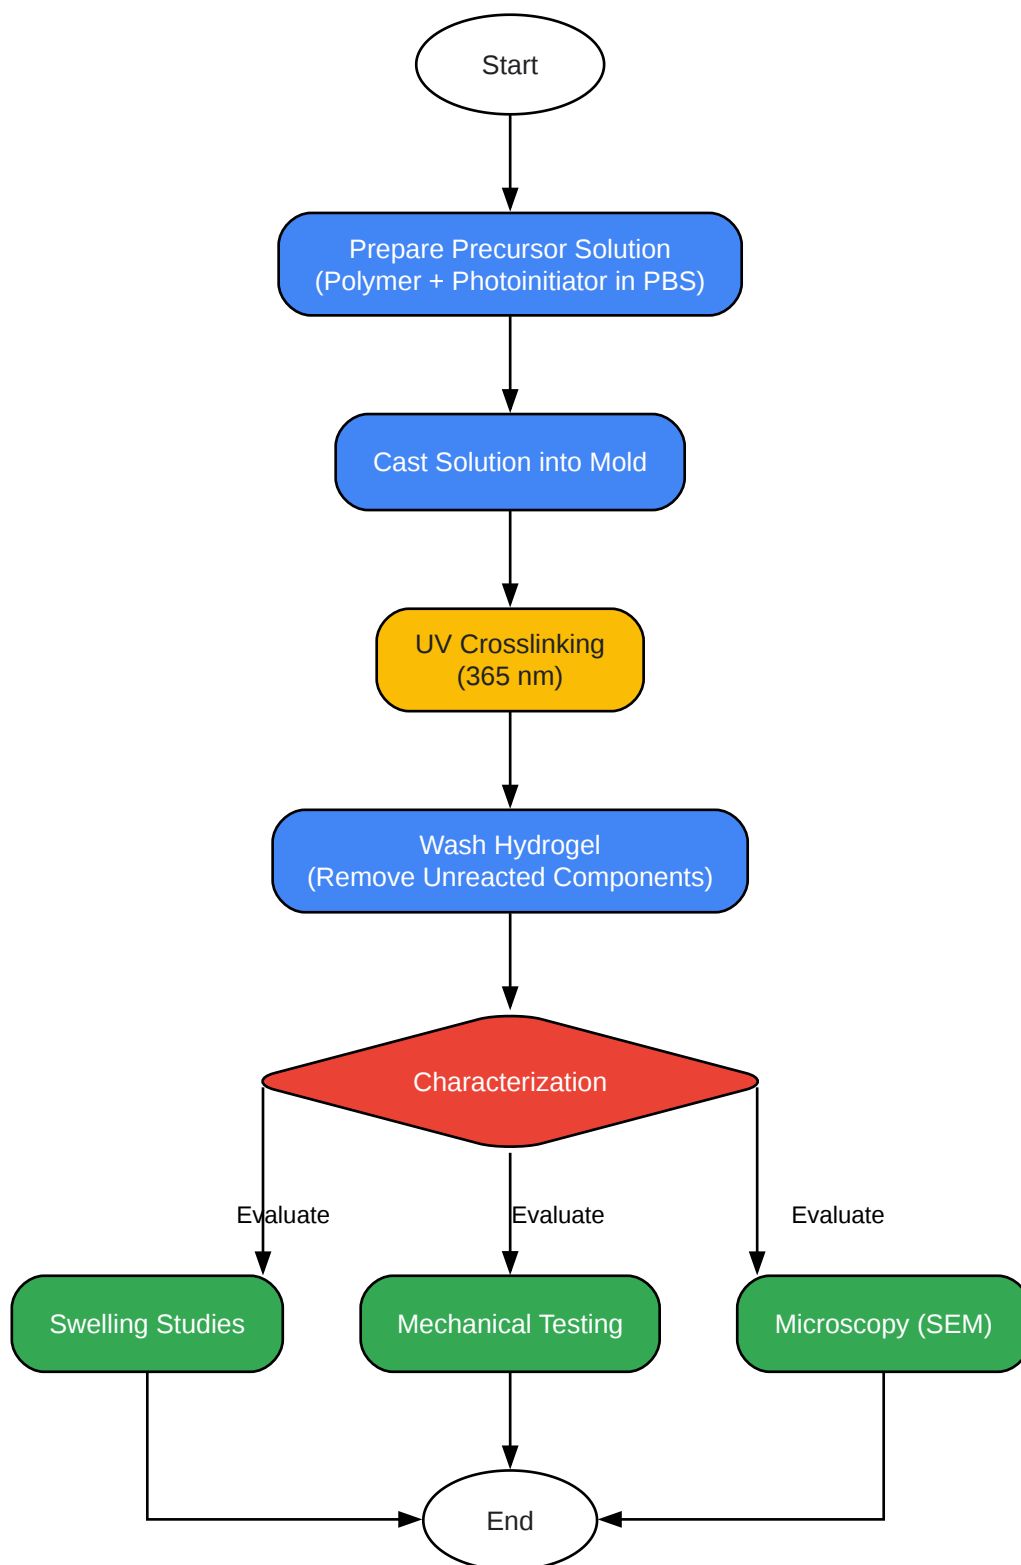 Start
Prepare Precursor Solution
(Polymer + Photoinitiator in PBS)
Cast Solution into Mold
UV Crosslinking
(365 nm)
Wash Hydrogel
(Remove Unreacted Components)
Characterization
Evaluate
Evaluate
Evaluate
Swelling Studies
Mechanical Testing
Microscopy (SEM)
End